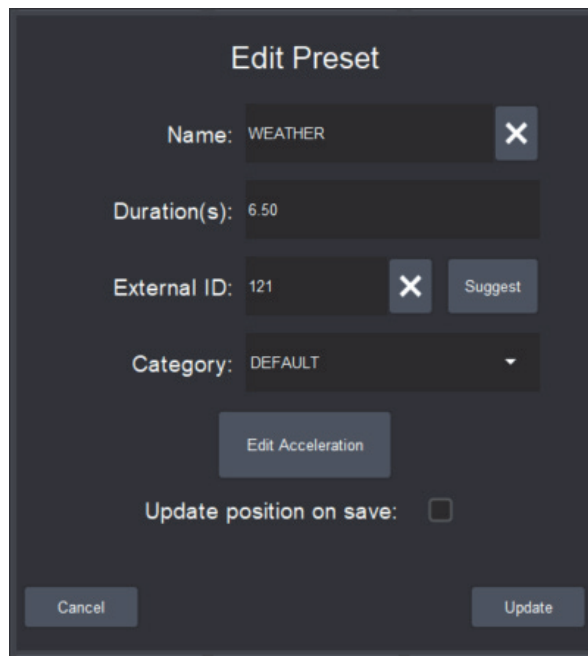 Edit Preset
Name: WEATHER
Duration(s): 6.50
External ID: 121 Suggest
Category: DEFAULT
Edit Acceleration
Update position on save:
Cancel Update